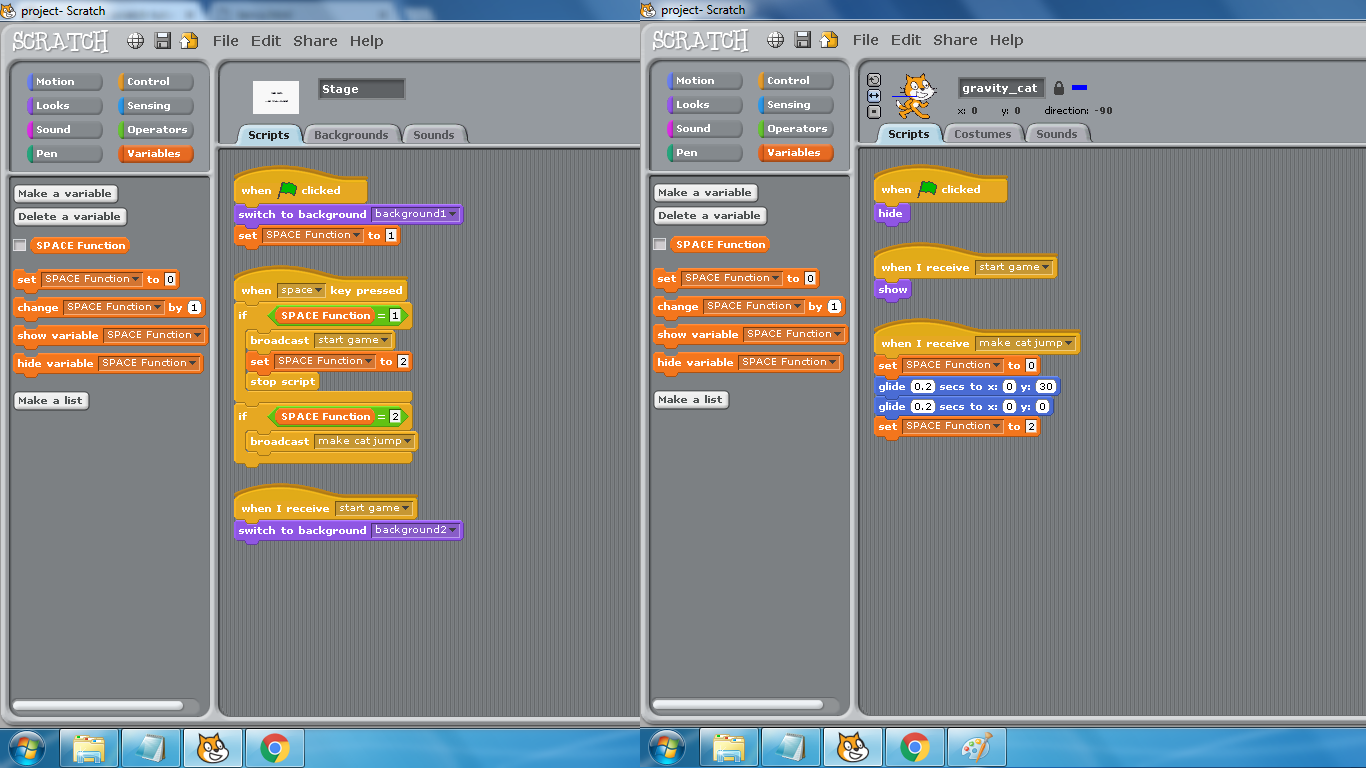 project- Scratch
SCRATCH File Edit Share Help
Motion Control
Looks Sensing
Sound Operators
Pen Variables
Make a variable
Delete a variable
SPACE Function
set SPACE Function to 0
change SPACE Function by 1
show variable SPACE Function
hide variable SPACE Function
Make a list
Stage
Scripts Backgrounds Sounds
when clicked
switch to background background1
set SPACE Function to 1
when space key pressed
if SPACE Function = 1
broadcast start game
set SPACE Function to 2
stop script
if SPACE Function = 2
broadcast make cat jump
when I receive start game
switch to background background2
project- Scratch
SCRATCH File Edit Share Help
Motion Control
Looks Sensing
Sound Operators
Pen Variables
Make a variable
Delete a variable
SPACE Function
set SPACE Function to 0
change SPACE Function by 1
show variable SPACE Function
hide variable SPACE Function
Make a list
gravity_cat
x: 0 y: 0 direction: -90
Scripts Costumes Sounds
when clicked
hide
when I receive start game
show
when I receive make cat jump
set SPACE Function to 0
glide 0.2 secs to x: 0 y: 30
glide 0.2 secs to x: 0 y: 0
set SPACE Function to 2